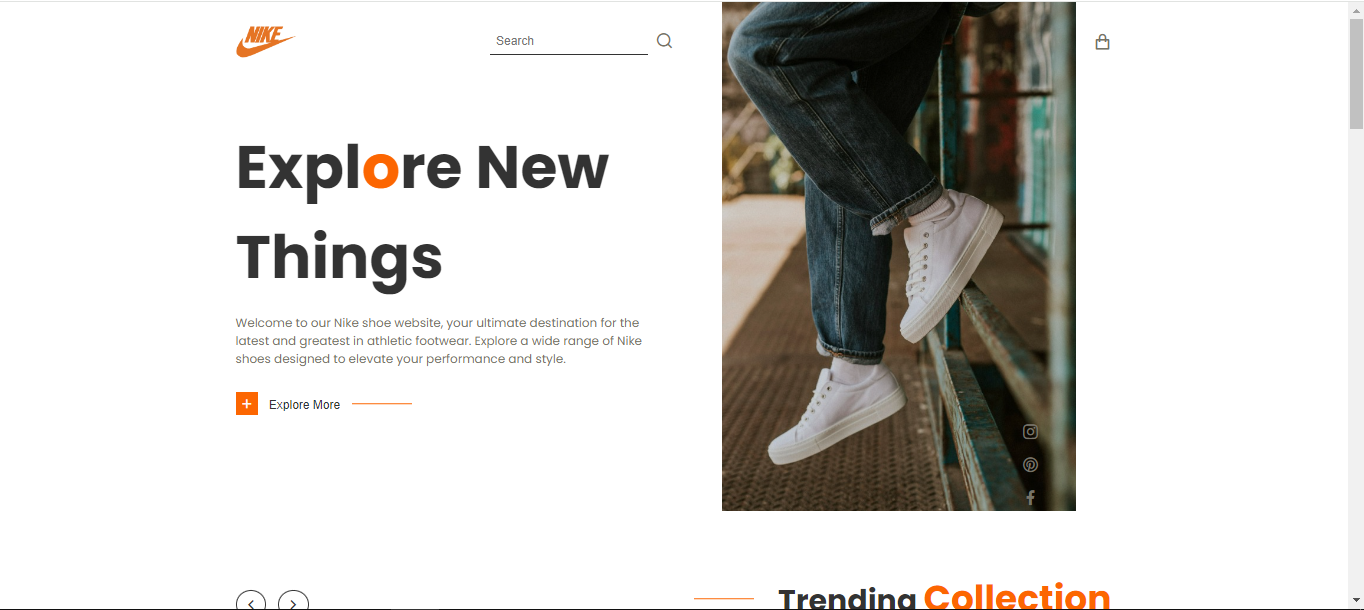 NIKE
Search
Explore New
Things
Welcome to our Nike shoe website, your ultimate destination for the
latest and greatest in athletic footwear. Explore a wide range of Nike
shoes designed to elevate your performance and style.
+ Explore More
Trending Collection